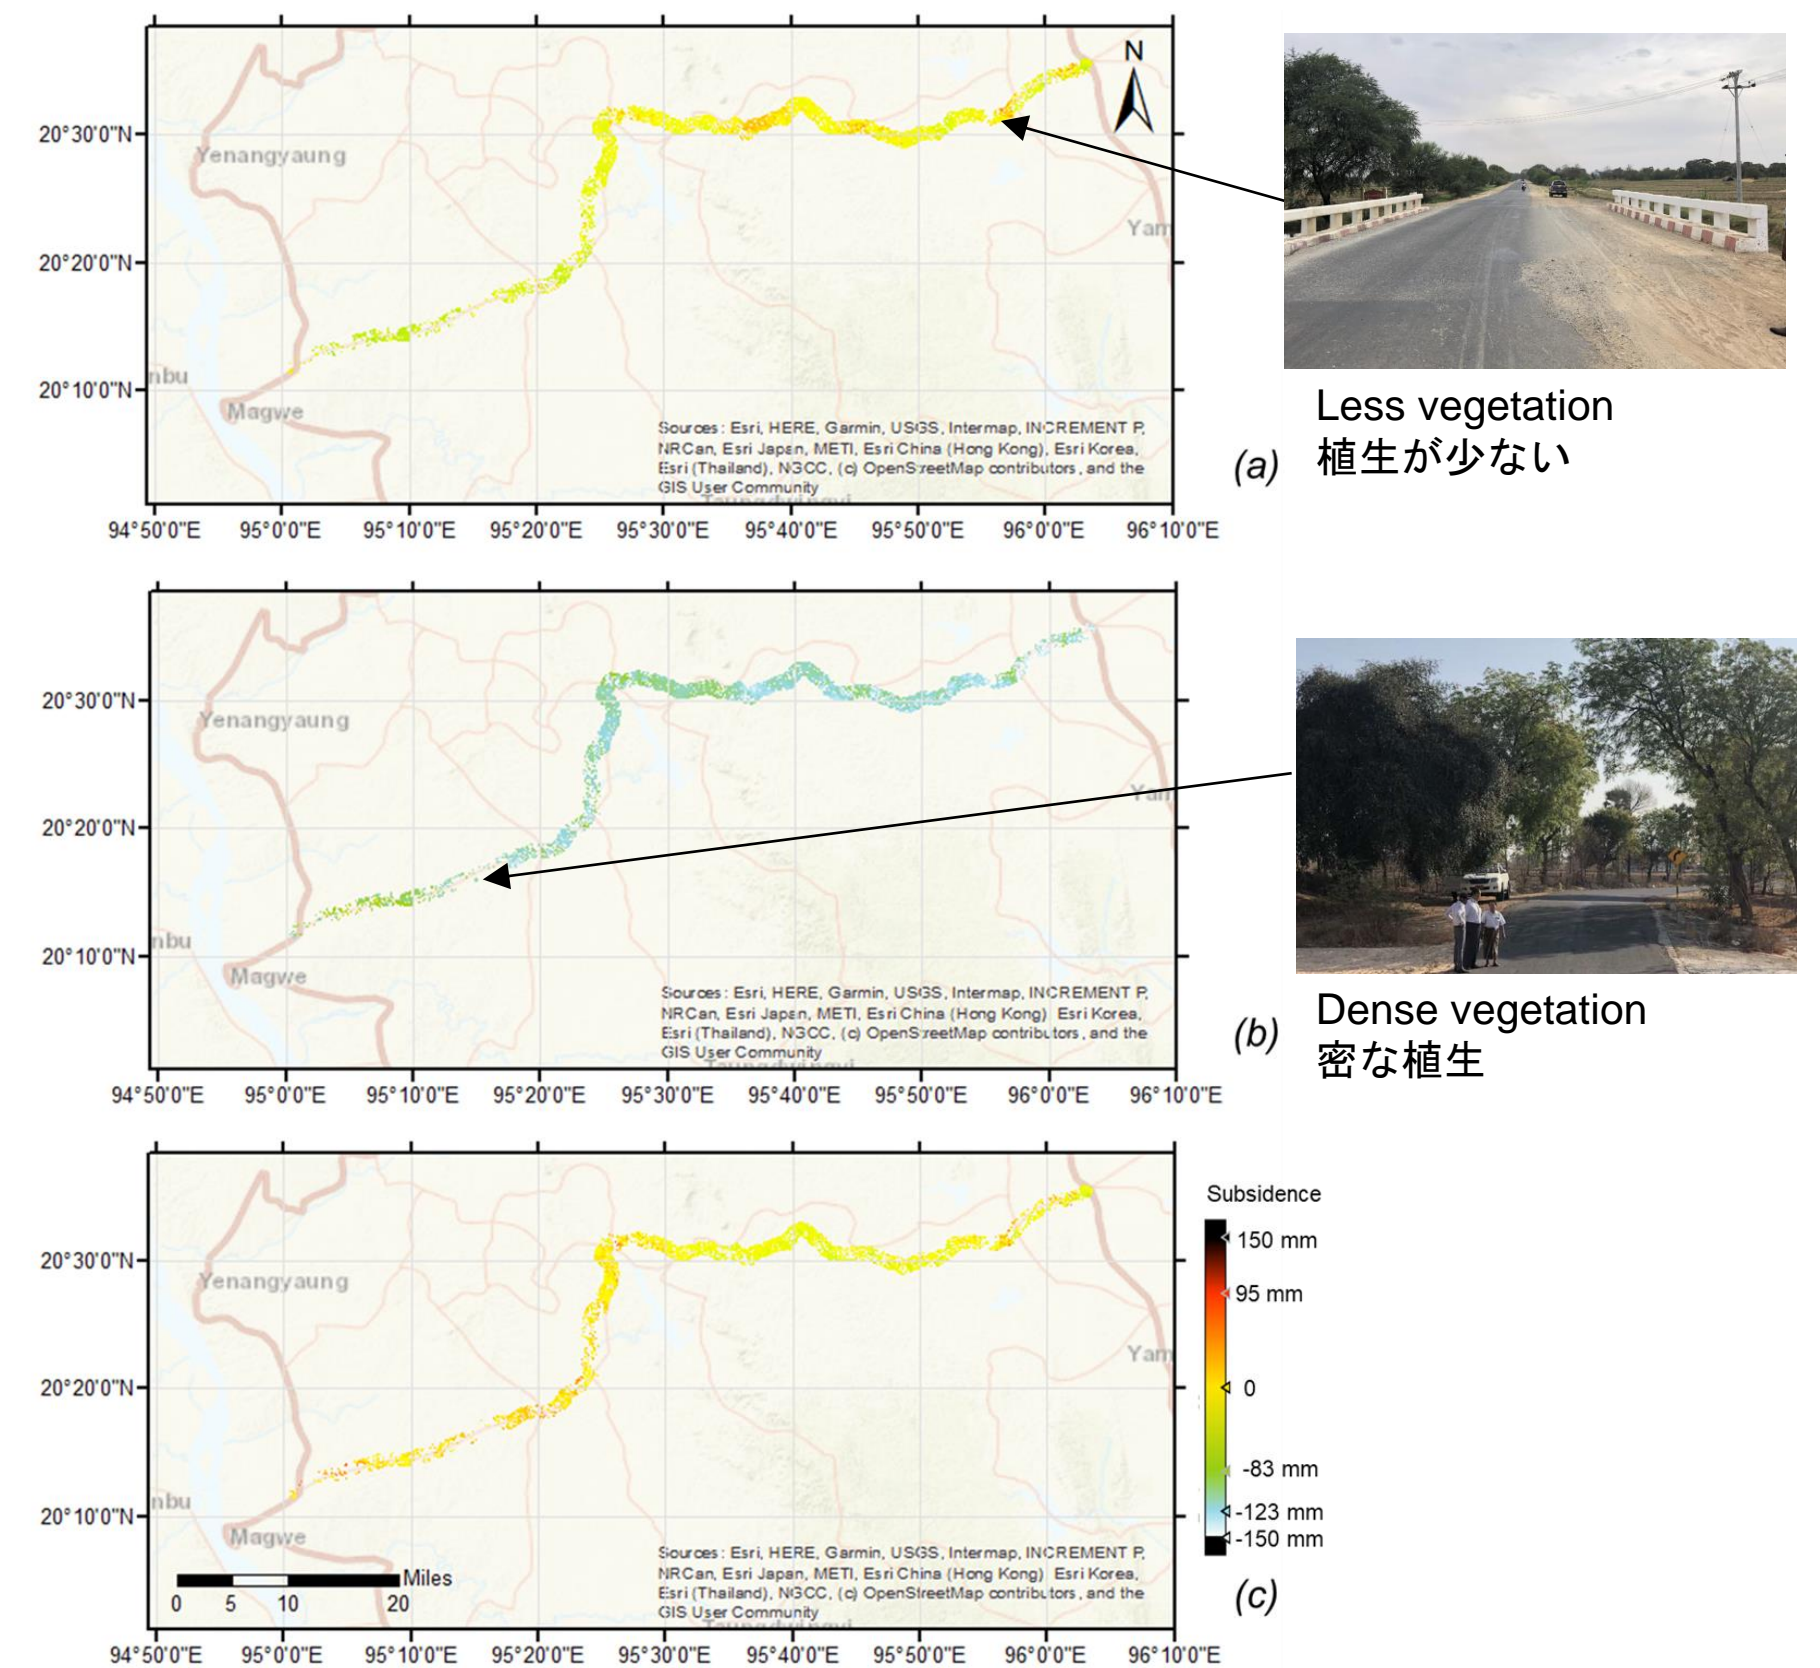 N
20°30'0"N
Yenangyaung
Yam
20°20'0"N
nbu
20°10'0"N
Magwe
Sources: Esri, HERE, Garmin, USGS, Intermap, INCREMENT P,
NRCan, Esri Japan, METI, Esri China (Hong Kong), Esri Korea,
Esri (Thailand), NGCC, (c) OpenStreetMap contributors, and the
GIS User Community
94°50'0"E 95°0'0"E 95°10'0"E 95°20'0"E 95°30'0"E 95°40'0"E 95°50'0"E 96°0'0"E 96°10'0"E
(a)
Less vegetation
植生が少ない
20°30'0"N
Yenangyaung
Yam
20°20'0"N
nbu
20°10'0"N
Magwe
Sources: Esri, HERE, Garmin, USGS, Intermap, INCREMENT P,
NRCan, Esri Japan, METI, Esri China (Hong Kong) Esri Korea,
Esri (Thailand), NGCC, (c) OpenStreetMap contributors, and the
GIS User Community
94°50'0"E 95°0'0"E 95°10'0"E 95°20'0"E 95°30'0"E 95°40'0"E 95°50'0"E 96°0'0"E 96°10'0"E
(b)
Dense vegetation
密な植生
20°30'0"N
Yenangyaung
Yam
20°20'0"N
nbu
20°10'0"N
Magwe
Miles
0 5 10 20
Sources: Esri, HERE, Garmin, USGS, Intermap, INCREMENT P,
NRCan, Esri Japan, METI, Esri China (Hong Kong) Esri Korea,
Esri (Thailand), NGCC, (c) OpenStreetMap contributors, and the
GIS User Community
94°50'0"E 95°0'0"E 95°10'0"E 95°20'0"E 95°30'0"E 95°40'0"E 95°50'0"E 96°0'0"E 96°10'0"E
Subsidence
150 mm
95 mm
0
-83 mm
-123 mm
-150 mm
(c)